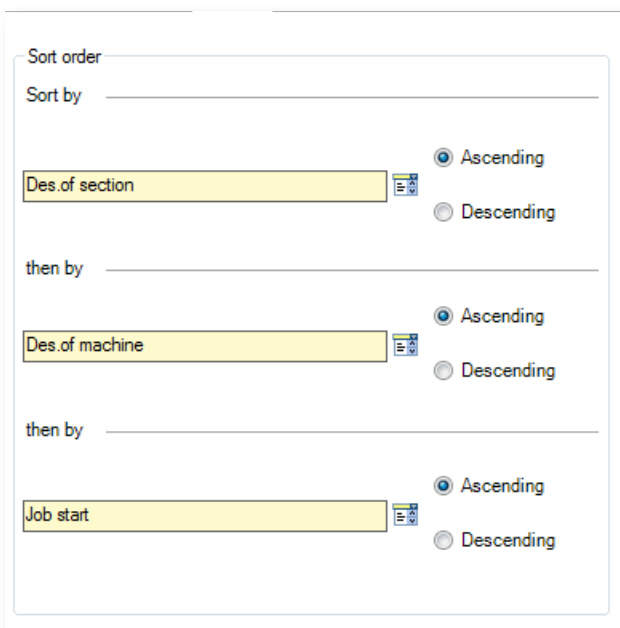 Sort order
Sort by
Ascending
Des.of section
Descending
then by
Ascending
Des.of machine
Descending
then by
Ascending
Job start
Descending